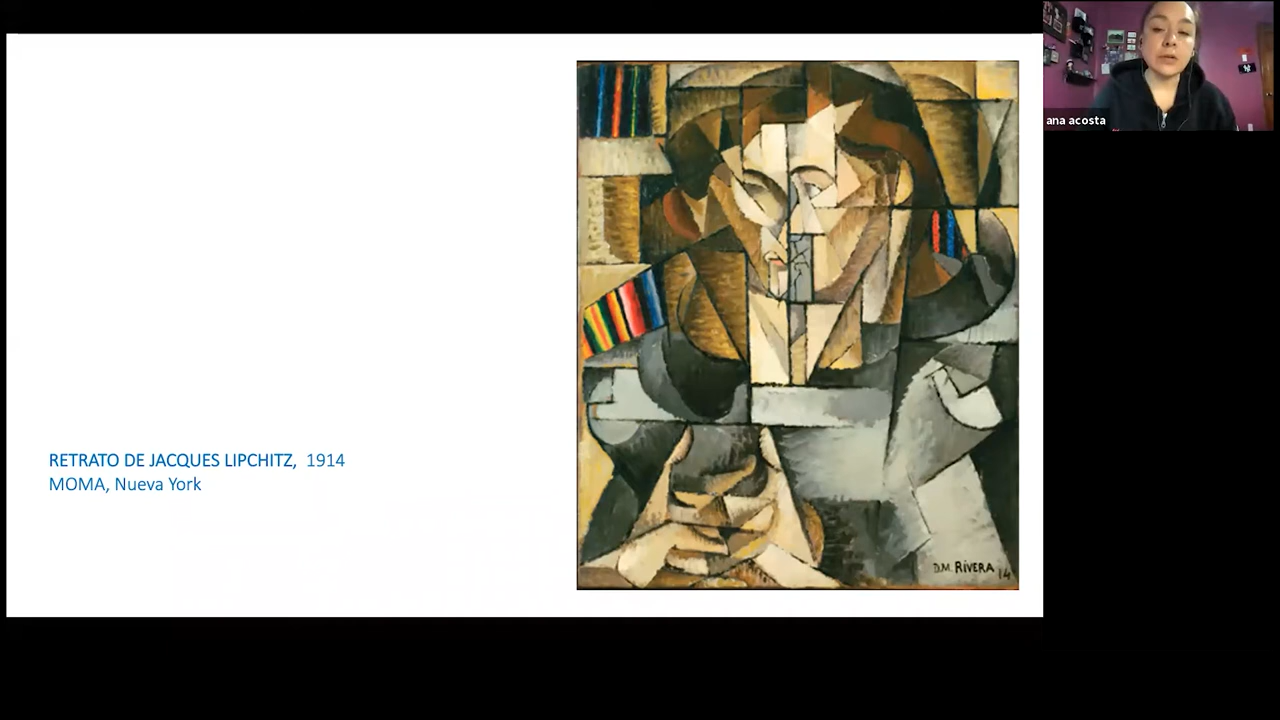 RETRATO DE JACQUES LIPCHITZ, 1914
MOMA, Nueva York
D.M. RIVERA 14
ana acosta